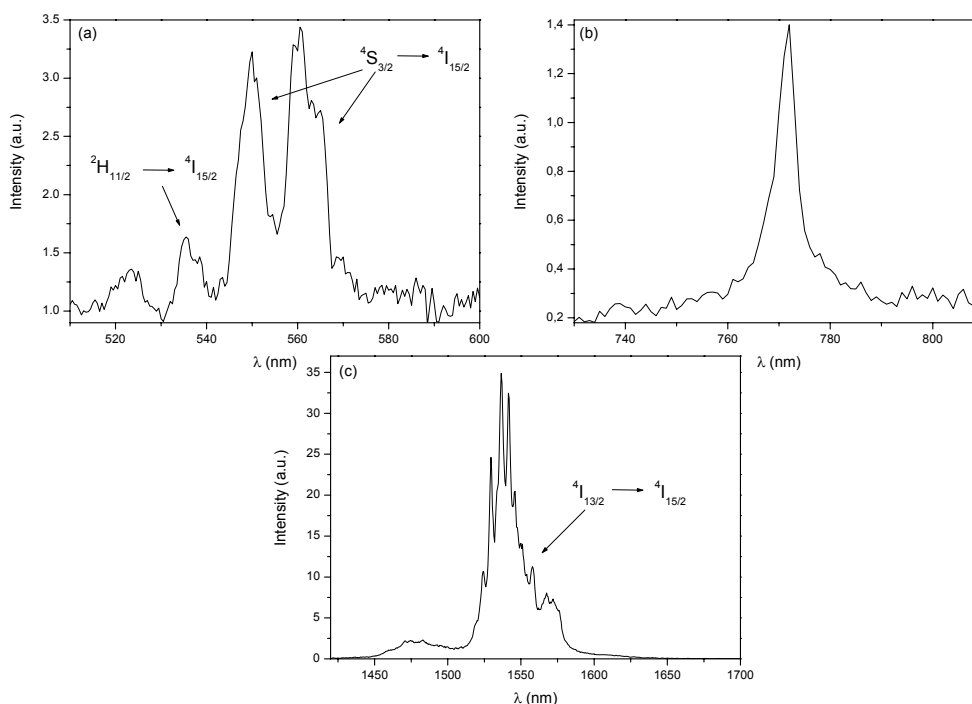 (a)
⁴S₃/₂ → ⁴I₁₅/₂
²H₁₁/₂ → ⁴I₁₅/₂
Intensity (a.u.)
3.5
3.0
2.5
2.0
1.5
1.0
520 540 560 580 600
λ (nm)
(b)
Intensity (a.u.)
1,4
1,2
1,0
0,8
0,6
0,4
0,2
740 760 780 800
λ (nm)
(c)
⁴I₁₃/₂ → ⁴I₁₅/₂
Intensity (a.u.)
35
30
25
20
15
10
5
0
1450 1500 1550 1600 1650 1700
λ (nm)